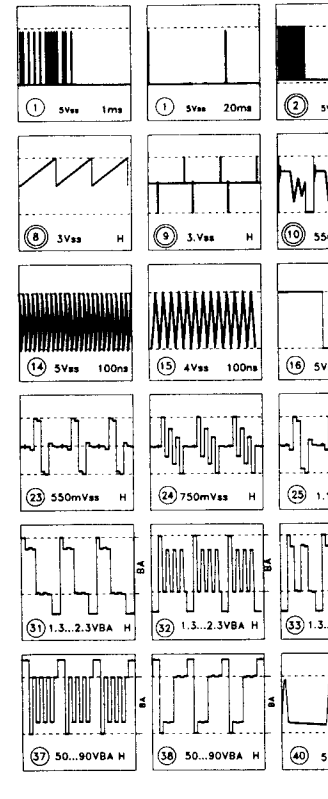 1 5Vss 1ms
1 5Vss 20ms
2 5V
8 3Vss H
9 3.Vss H
10 550
14 5Vss 100ns
15 4Vss 100ns
16 5V
23 550mVss H
24 750mVss H
25 1.
BA
BA
31 1.3...2.3VBA H
32 1.3...2.3VBA H
33 1.3..
BA
BA
37 50...90VBA H
38 50...90VBA H
40 5